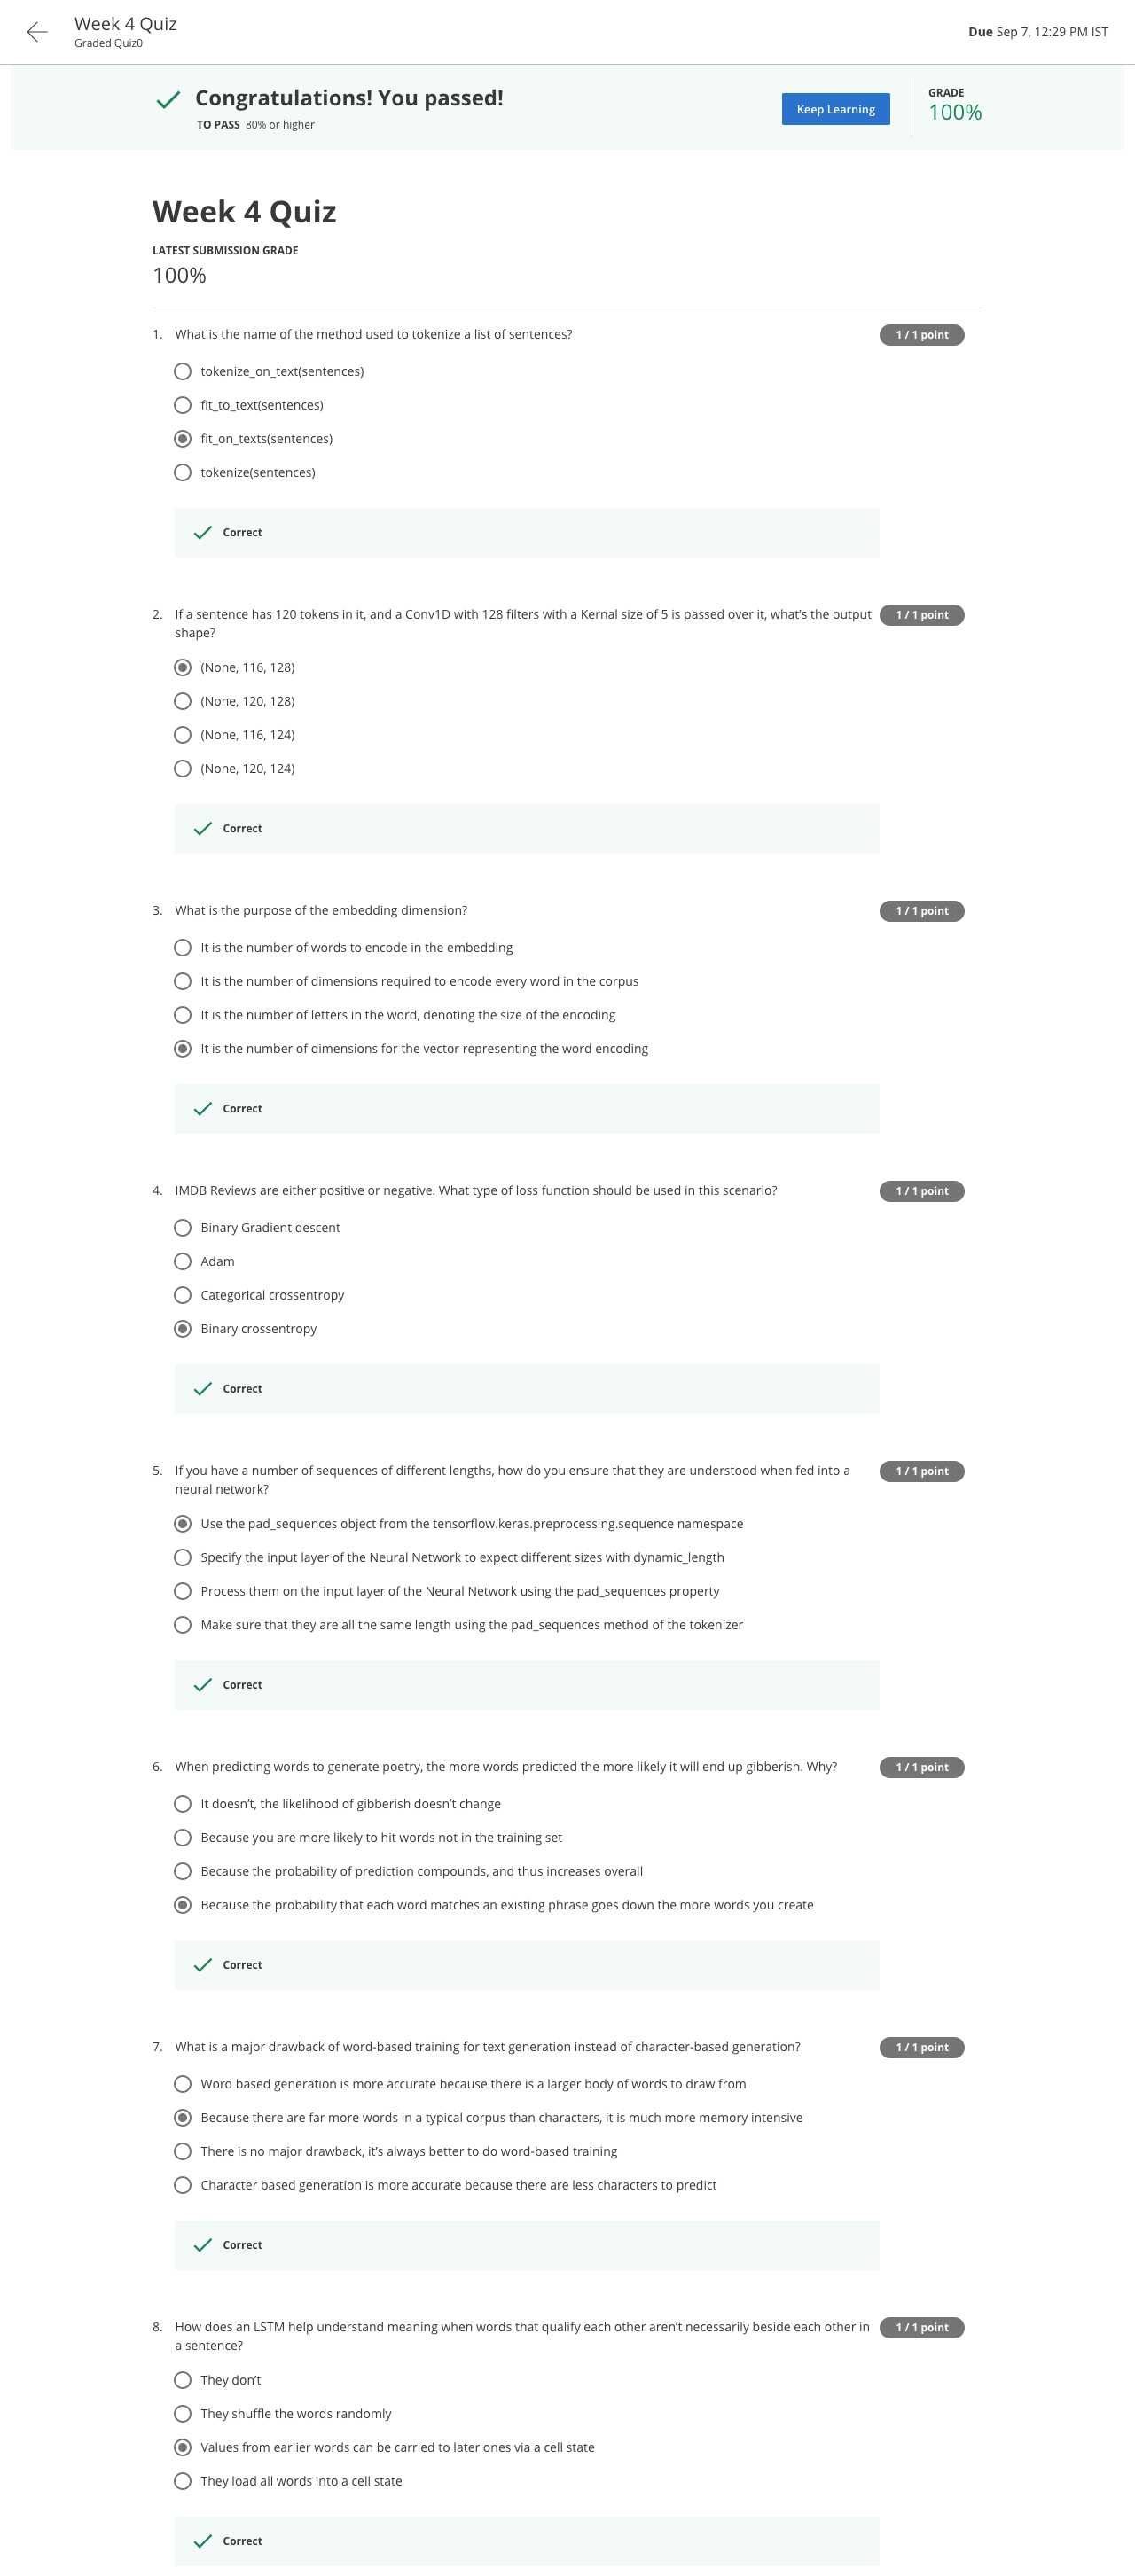 Week 4 Quiz
Graded Quiz0
Due Sep 7, 12:29 PM IST
Congratulations! You passed!
TO PASS 80% or higher
Keep Learning
GRADE
100%
Week 4 Quiz
LATEST SUBMISSION GRADE
100%
1. What is the name of the method used to tokenize a list of sentences?
1 / 1 point
tokenize_on_text(sentences)
fit_to_text(sentences)
fit_on_texts(sentences)
tokenize(sentences)
Correct
2. If a sentence has 120 tokens in it, and a Conv1D with 128 filters with a Kernal size of 5 is passed over it, what's the output
shape?
1 / 1 point
(None, 116, 128)
(None, 120, 128)
(None, 116, 124)
(None, 120, 124)
Correct
3. What is the purpose of the embedding dimension?
1 / 1 point
It is the number of words to encode in the embedding
It is the number of dimensions required to encode every word in the corpus
It is the number of letters in the word, denoting the size of the encoding
It is the number of dimensions for the vector representing the word encoding
Correct
4. IMDB Reviews are either positive or negative. What type of loss function should be used in this scenario?
1 / 1 point
Binary Gradient descent
Adam
Categorical crossentropy
Binary crossentropy
Correct
5. If you have a number of sequences of different lengths, how do you ensure that they are understood when fed into a
neural network?
1 / 1 point
Use the pad_sequences object from the tensorflow.keras.preprocessing.sequence namespace
Specify the input layer of the Neural Network to expect different sizes with dynamic_length
Process them on the input layer of the Neural Network using the pad_sequences property
Make sure that they are all the same length using the pad_sequences method of the tokenizer
Correct
6. When predicting words to generate poetry, the more words predicted the more likely it will end up gibberish. Why?
1 / 1 point
It doesn't, the likelihood of gibberish doesn't change
Because you are more likely to hit words not in the training set
Because the probability of prediction compounds, and thus increases overall
Because the probability that each word matches an existing phrase goes down the more words you create
Correct
7. What is a major drawback of word-based training for text generation instead of character-based generation?
1 / 1 point
Word based generation is more accurate because there is a larger body of words to draw from
Because there are far more words in a typical corpus than characters, it is much more memory intensive
There is no major drawback, it's always better to do word-based training
Character based generation is more accurate because there are less characters to predict
Correct
8. How does an LSTM help understand meaning when words that qualify each other aren't necessarily beside each other in
a sentence?
1 / 1 point
They don't
They shuffle the words randomly
Values from earlier words can be carried to later ones via a cell state
They load all words into a cell state
Correct